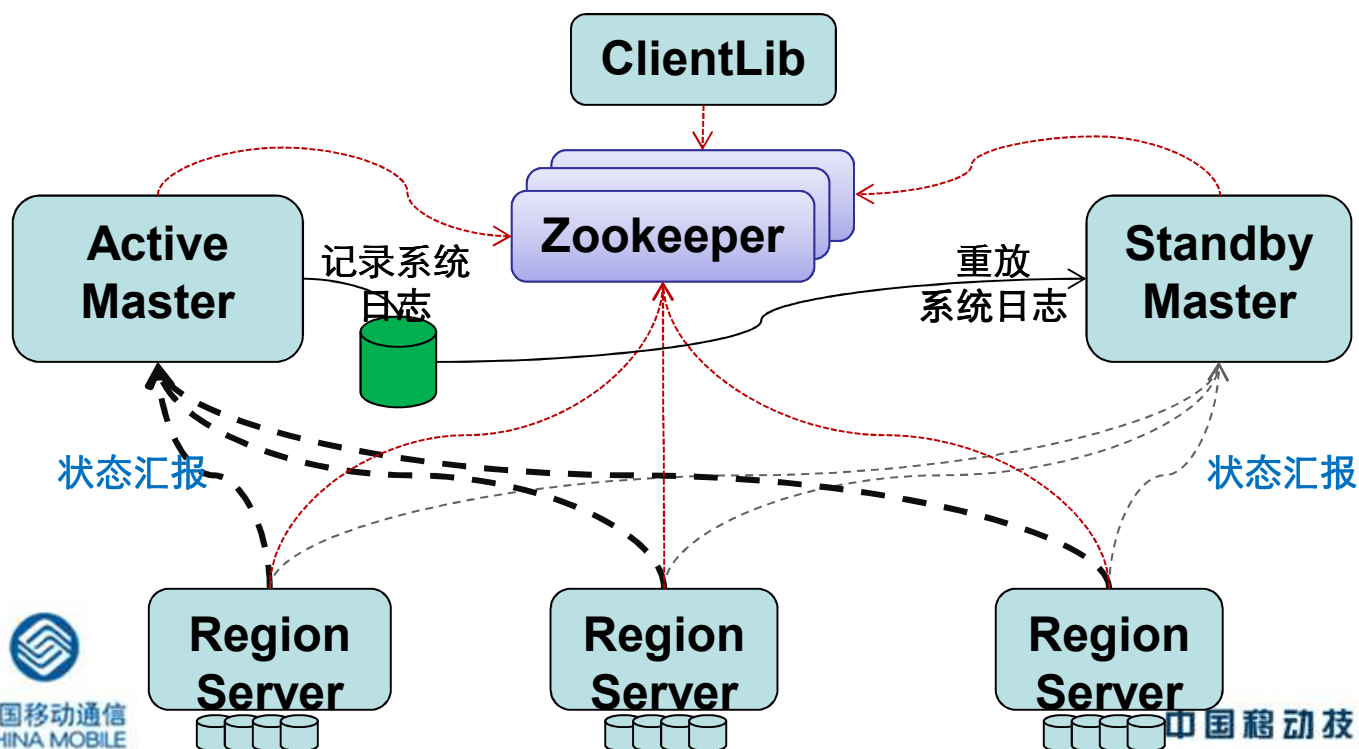 ClientLib
Zookeeper
Active
Master
记录系统
日志
重放
系统日志
Standby
Master
状态汇报
状态汇报
Region
Server
Region
Server
Region
Server
国移动通信
HINA MOBILE
中国移动技